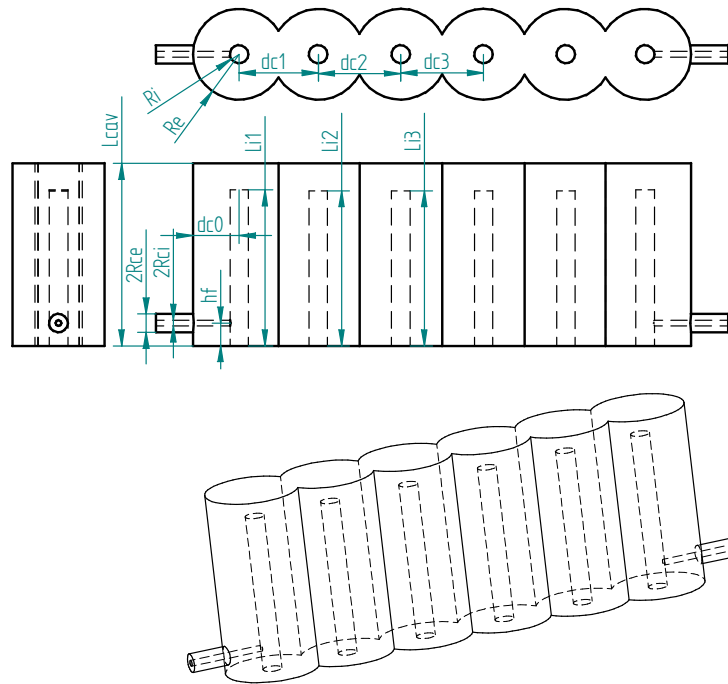 dc1
dc2
dc3
Ri
Re
Lcav
Li1
Li2
Li3
dc0
2Rce
2Rci
hf